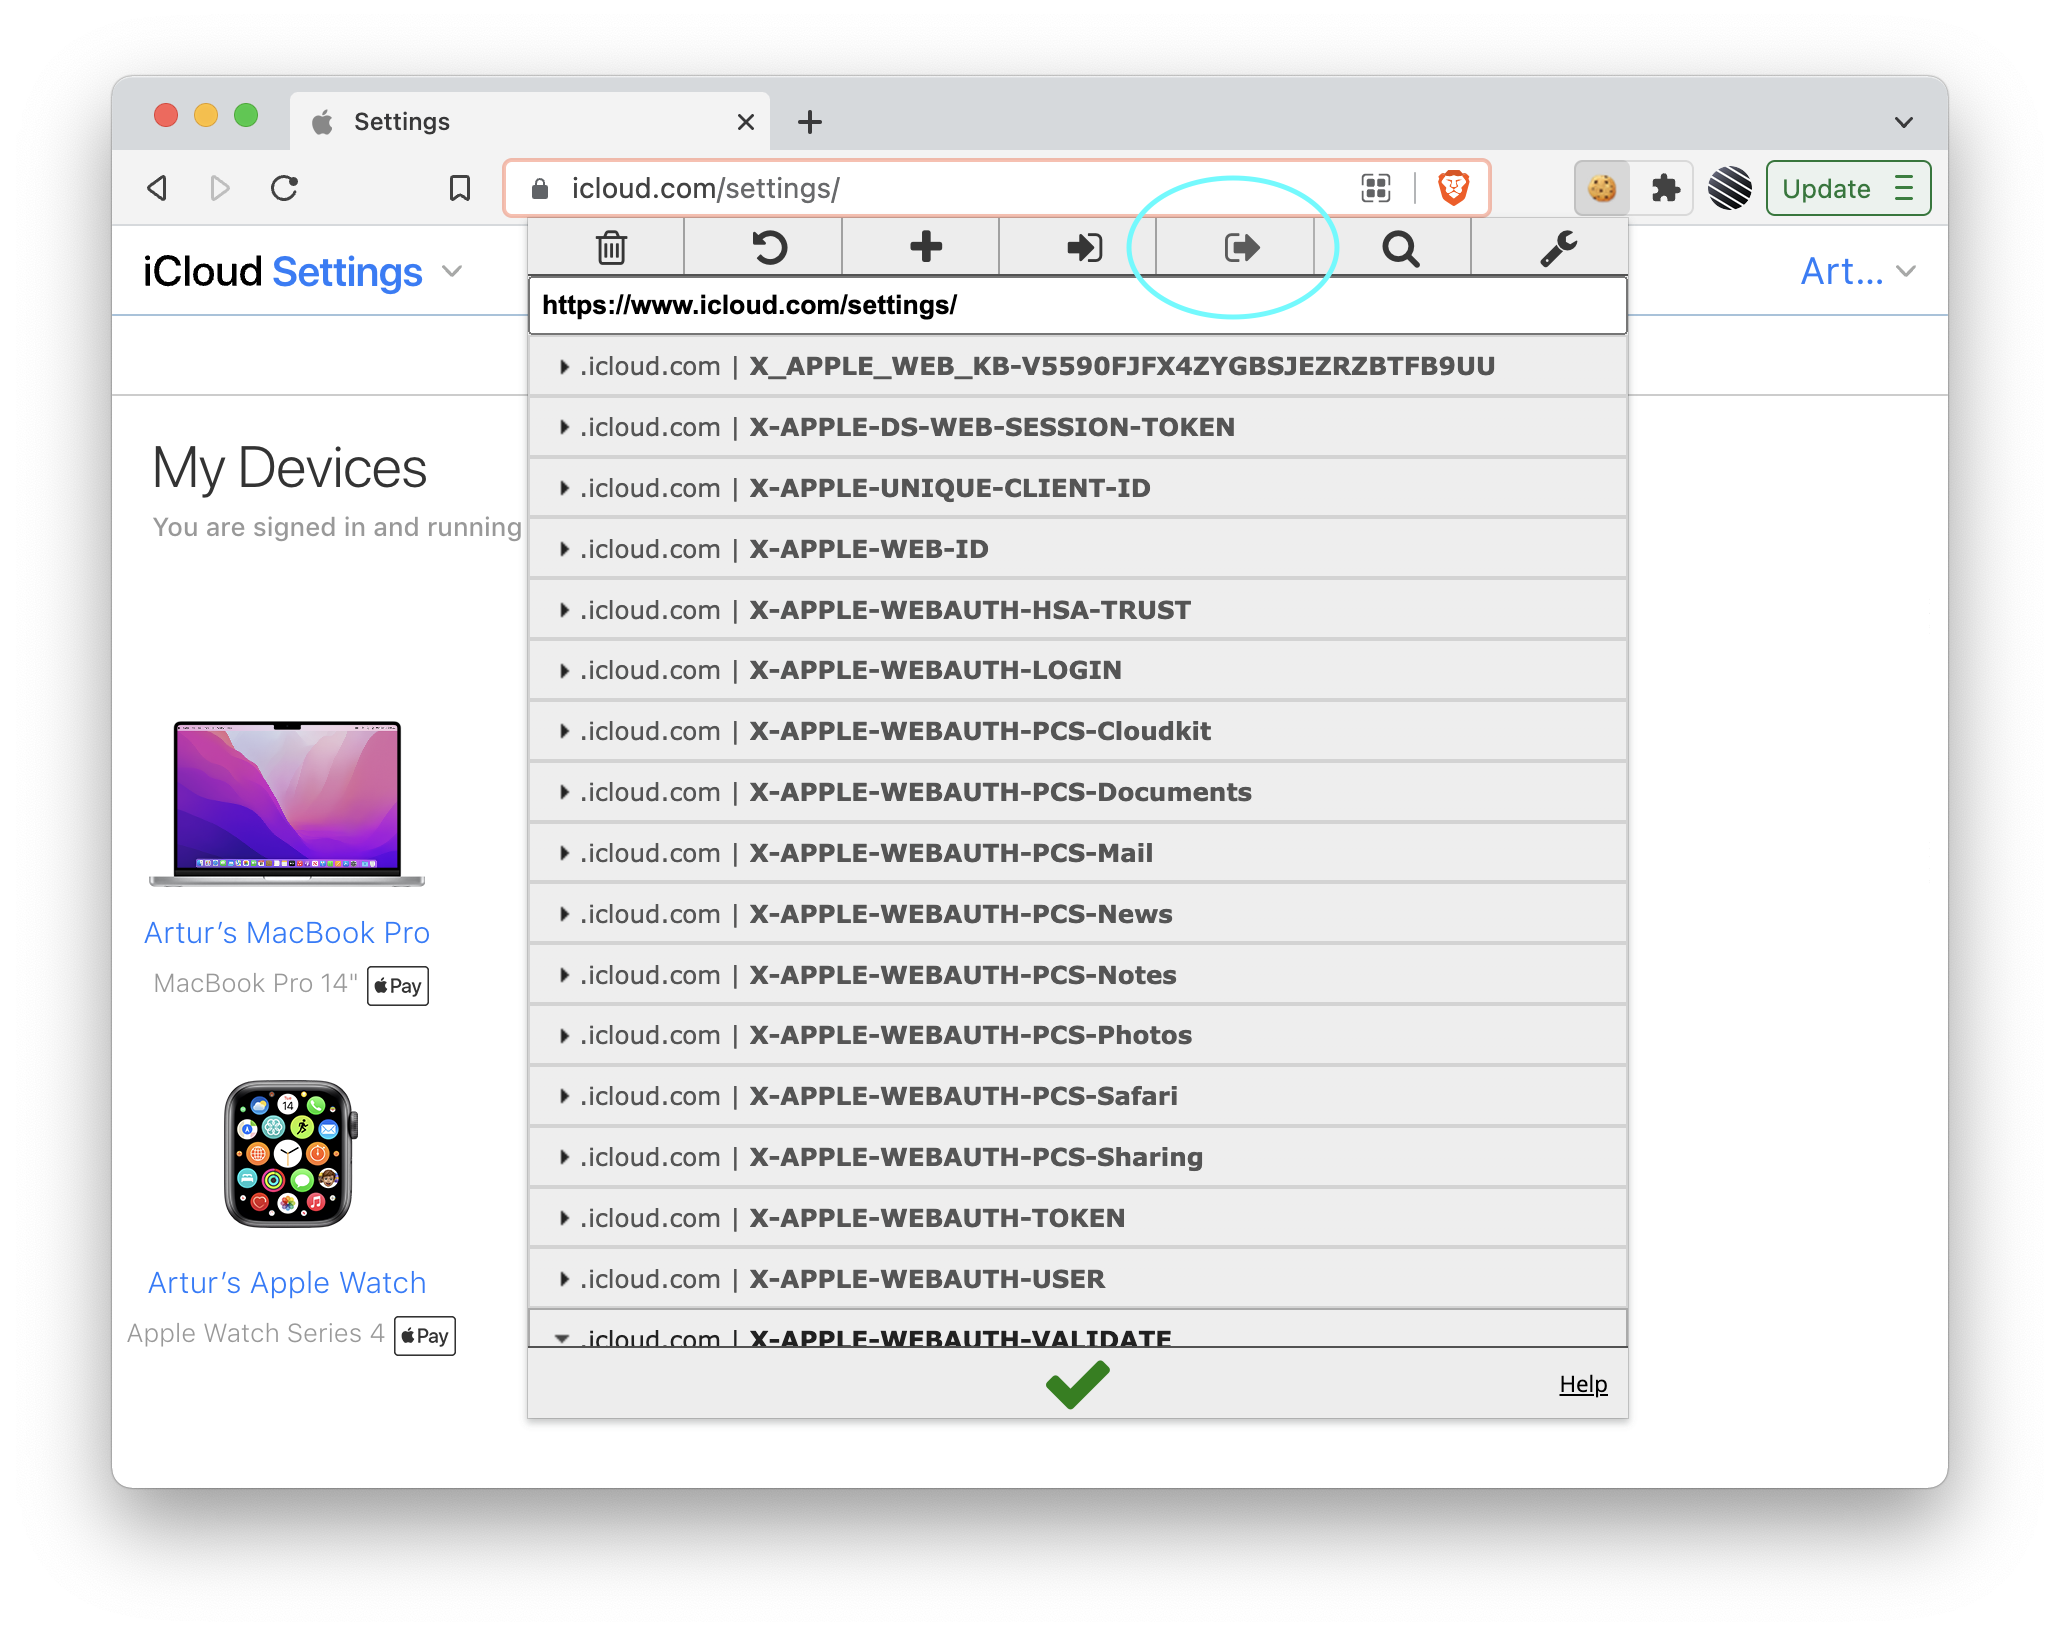 Settings
icloud.com/settings/
Update
iCloud Settings
Art...
https://www.icloud.com/settings/
.icloud.com | X_APPLE_WEB_KB-V5590FJFX4ZYGBSJEZRZBTFB9UU
.icloud.com | X-APPLE-DS-WEB-SESSION-TOKEN
.icloud.com | X-APPLE-UNIQUE-CLIENT-ID
.icloud.com | X-APPLE-WEB-ID
.icloud.com | X-APPLE-WEBAUTH-HSA-TRUST
.icloud.com | X-APPLE-WEBAUTH-LOGIN
.icloud.com | X-APPLE-WEBAUTH-PCS-Cloudkit
.icloud.com | X-APPLE-WEBAUTH-PCS-Documents
.icloud.com | X-APPLE-WEBAUTH-PCS-Mail
.icloud.com | X-APPLE-WEBAUTH-PCS-News
.icloud.com | X-APPLE-WEBAUTH-PCS-Notes
.icloud.com | X-APPLE-WEBAUTH-PCS-Photos
.icloud.com | X-APPLE-WEBAUTH-PCS-Safari
.icloud.com | X-APPLE-WEBAUTH-PCS-Sharing
.icloud.com | X-APPLE-WEBAUTH-TOKEN
.icloud.com | X-APPLE-WEBAUTH-USER
.icloud.com | X-APPLE-WEBAUTH-VALIDATE
Help
My Devices
You are signed in and running
Artur’s MacBook Pro
MacBook Pro 14" Pay
14
Artur’s Apple Watch
Apple Watch Series 4 Pay